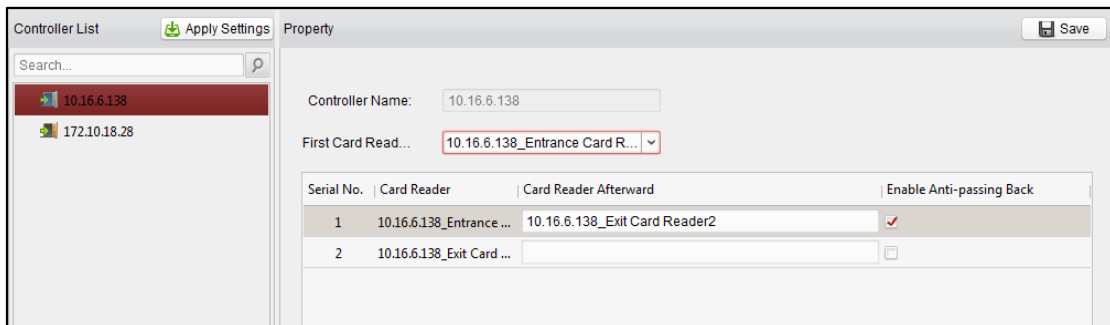 Controller List Apply Settings Property Save
Search...
10.16.6.138
172.10.18.28
Controller Name: 10.16.6.138
First Card Read... 10.16.6.138_Entrance Card R...
Serial No. Card Reader Card Reader Afterward Enable Anti-passing Back
1 10.16.6.138_Entrance ... 10.16.6.138_Exit Card Reader2
2 10.16.6.138_Exit Card ...